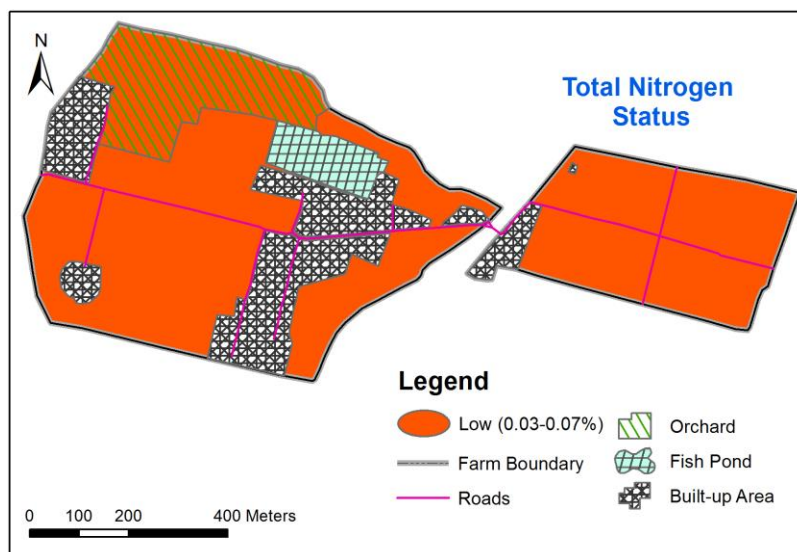 N
Total Nitrogen
Status
Legend
Low (0.03-0.07%)
Farm Boundary
Roads
Orchard
Fish Pond
Built-up Area
0 100 200 400 Meters